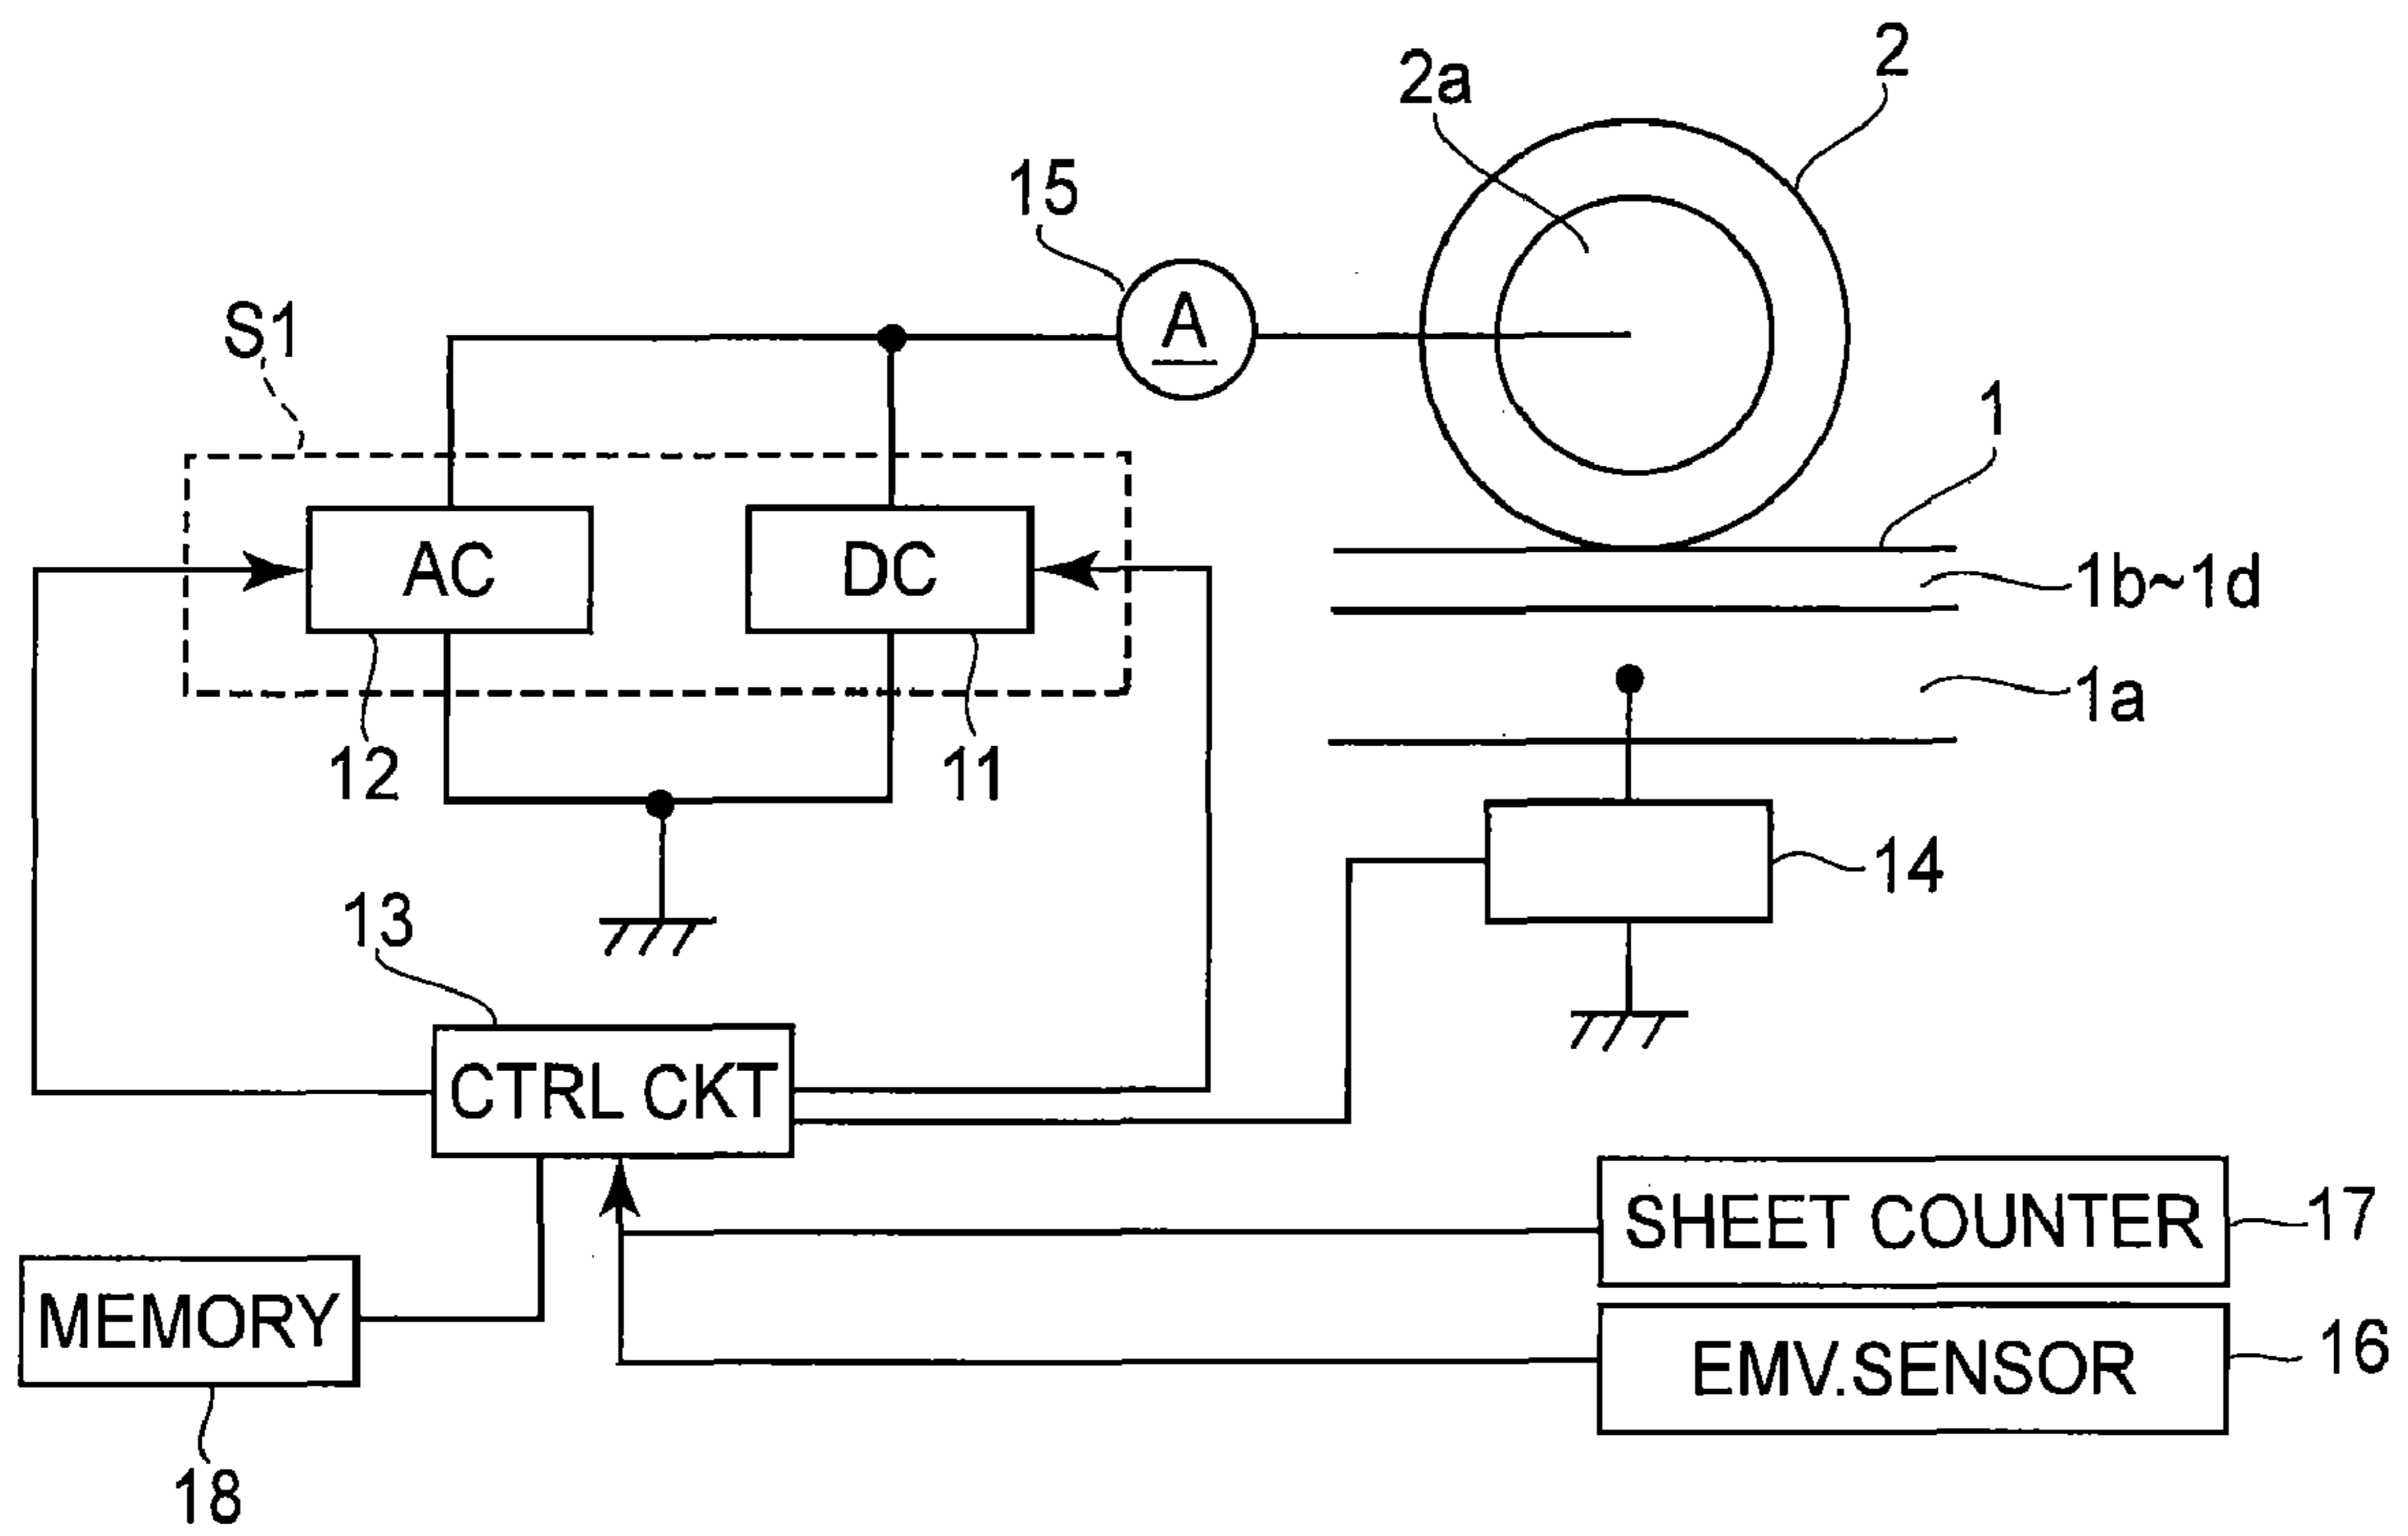 2
2a
15
A
S1
1
AC
DC
1b~1d
1a
12
11
14
13
CTRL CKT
SHEET COUNTER
17
MEMORY
EMV.SENSOR
16
18